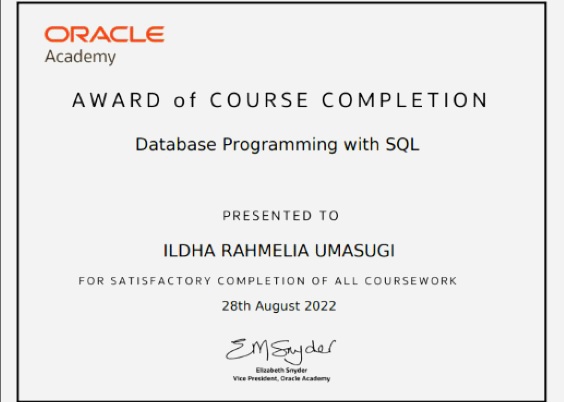 ORACLE
Academy
AWARD of COURSE COMPLETION
Database Programming with SQL
PRESENTED TO
ILDHA RAHMELIA UMASUGI
FOR SATISFACTORY COMPLETION OF ALL COURSEWORK
28th August 2022
EMSnyder
Elizabeth Snyder
Vice President, Oracle Academy